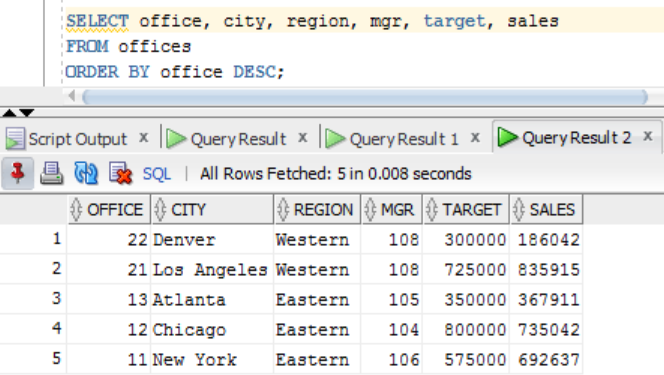 SELECT office, city, region, mgr, target, sales
FROM offices
ORDER BY office DESC;
Script Output x Query Result x Query Result 1 x Query Result 2 x
SQL | All Rows Fetched: 5 in 0.008 seconds
OFFICE CITY REGION MGR TARGET SALES
1 22 Denver Western 108 300000 186042
2 21 Los Angeles Western 108 725000 835915
3 13 Atlanta Eastern 105 350000 367911
4 12 Chicago Eastern 104 800000 735042
5 11 New York Eastern 106 575000 692637